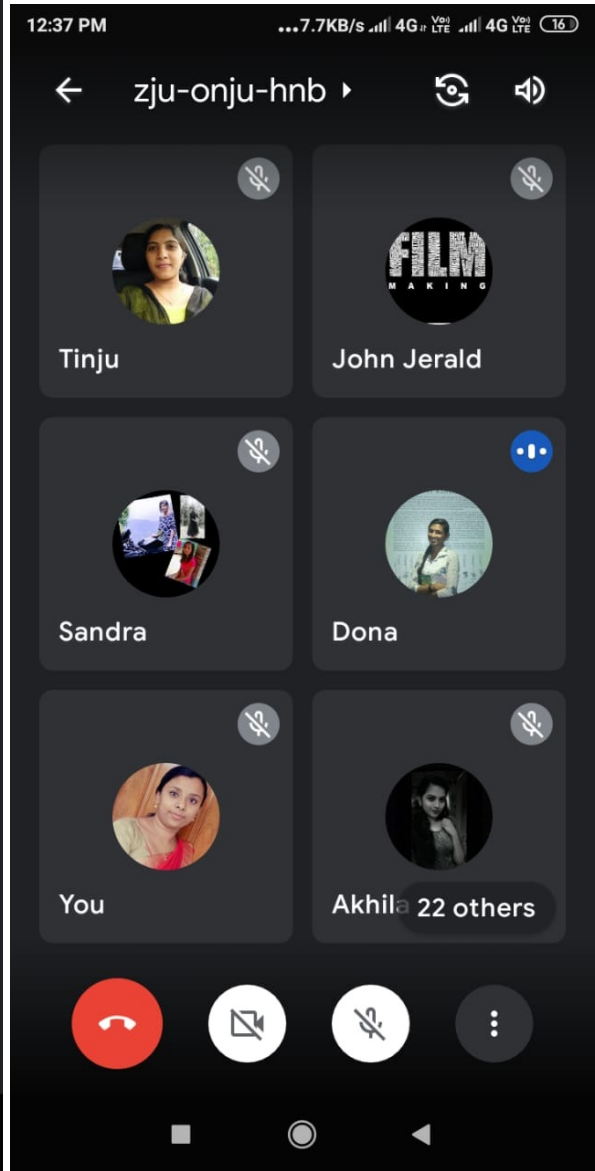 12:37 PM ...7.7KB/s 4G Vo) LTE 4G Vo) LTE 16
zju-onju-hnb
Tinju
FILM
MAKING
John Jerald
Sandra
Dona
You
Akhila
22 others